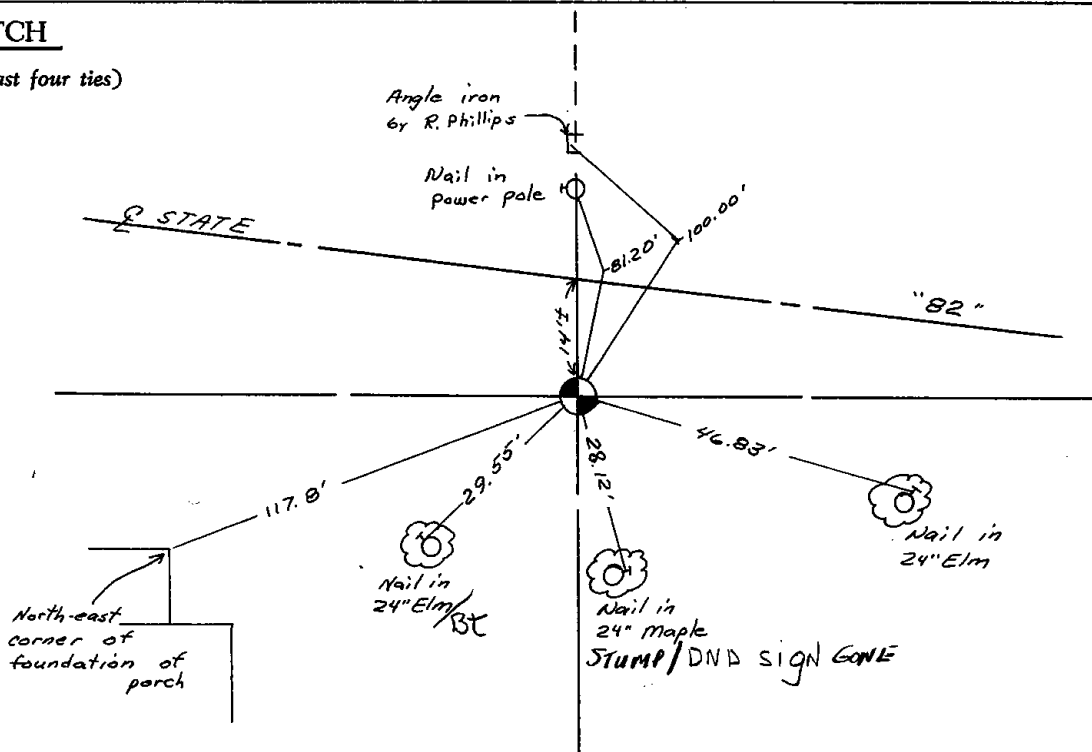 TCH
ast four ties)
Angle iron
by R. Phillips
Nail in
power pole
℄ STATE
"82"
81.20'
100.00'
14'±
117.8'
29.55'
28.12'
46.83'
Nail in
24" Elm
Nail in
24" Elm/Bt
Nail in
24" Maple
STUMP/DND SIGN GONE
North-east
corner of
foundation of
porch